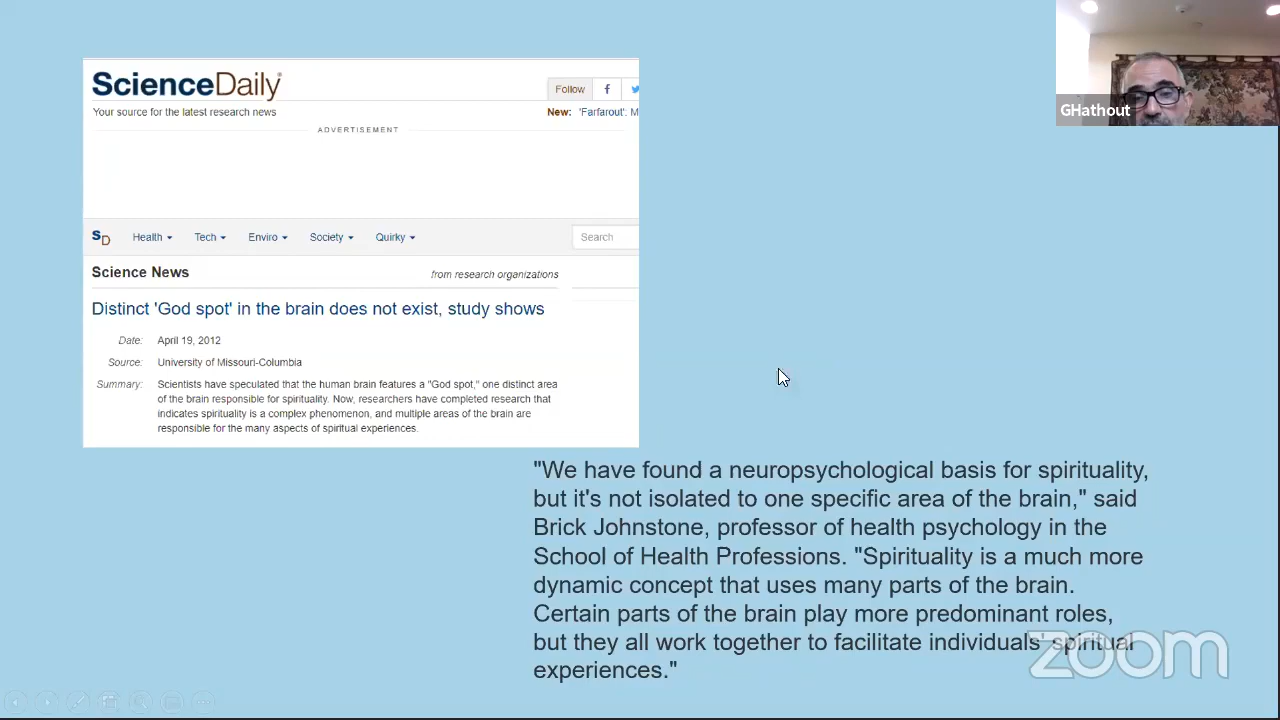 ScienceDaily
Your source for the latest research news
Follow
New: 'Farfarout': M
ADVERTISEMENT
SD Health Tech Enviro Society Quirky Search
Science News
from research organizations
Distinct 'God spot' in the brain does not exist, study shows
Date: April 19, 2012
Source: University of Missouri-Columbia
Summary: Scientists have speculated that the human brain features a "God spot," one distinct area
of the brain responsible for spirituality. Now, researchers have completed research that
indicates spirituality is a complex phenomenon, and multiple areas of the brain are
responsible for the many aspects of spiritual experiences.
"We have found a neuropsychological basis for spirituality,
but it's not isolated to one specific area of the brain," said
Brick Johnstone, professor of health psychology in the
School of Health Professions. "Spirituality is a much more
dynamic concept that uses many parts of the brain.
Certain parts of the brain play more predominant roles,
but they all work together to facilitate individuals' spiritual
experiences."
GHathout
zoom